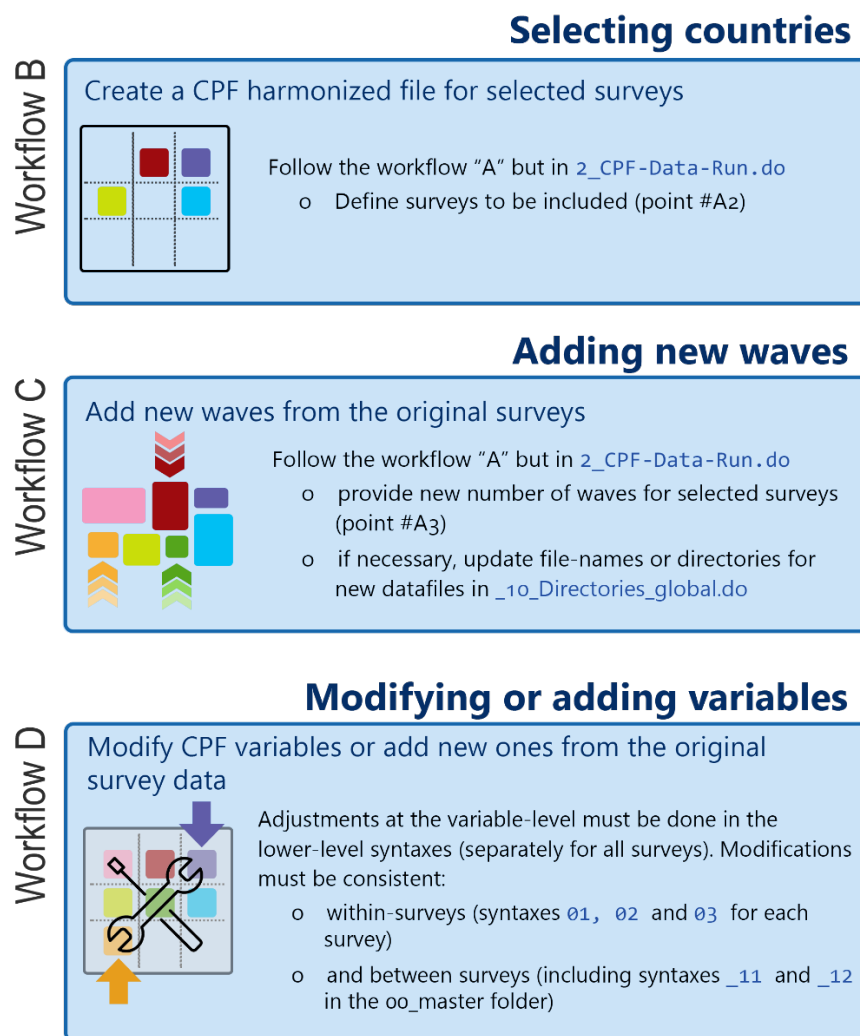 Selecting countries
Workflow B
Create a CPF harmonized file for selected surveys
Follow the workflow “A” but in 2_CPF-Data-Run.do
o Define surveys to be included (point #A2)
Adding new waves
Workflow C
Add new waves from the original surveys
Follow the workflow “A” but in 2_CPF-Data-Run.do
o provide new number of waves for selected surveys
(point #A3)
o if necessary, update file-names or directories for
new datafiles in _10_Directories_global.do
Modifying or adding variables
Workflow D
Modify CPF variables or add new ones from the original
survey data
Adjustments at the variable-level must be done in the
lower-level syntaxes (separately for all surveys). Modifications
must be consistent:
o within-surveys (syntaxes 01, 02 and 03 for each
survey)
o and between surveys (including syntaxes _11 and _12
in the 00_master folder)